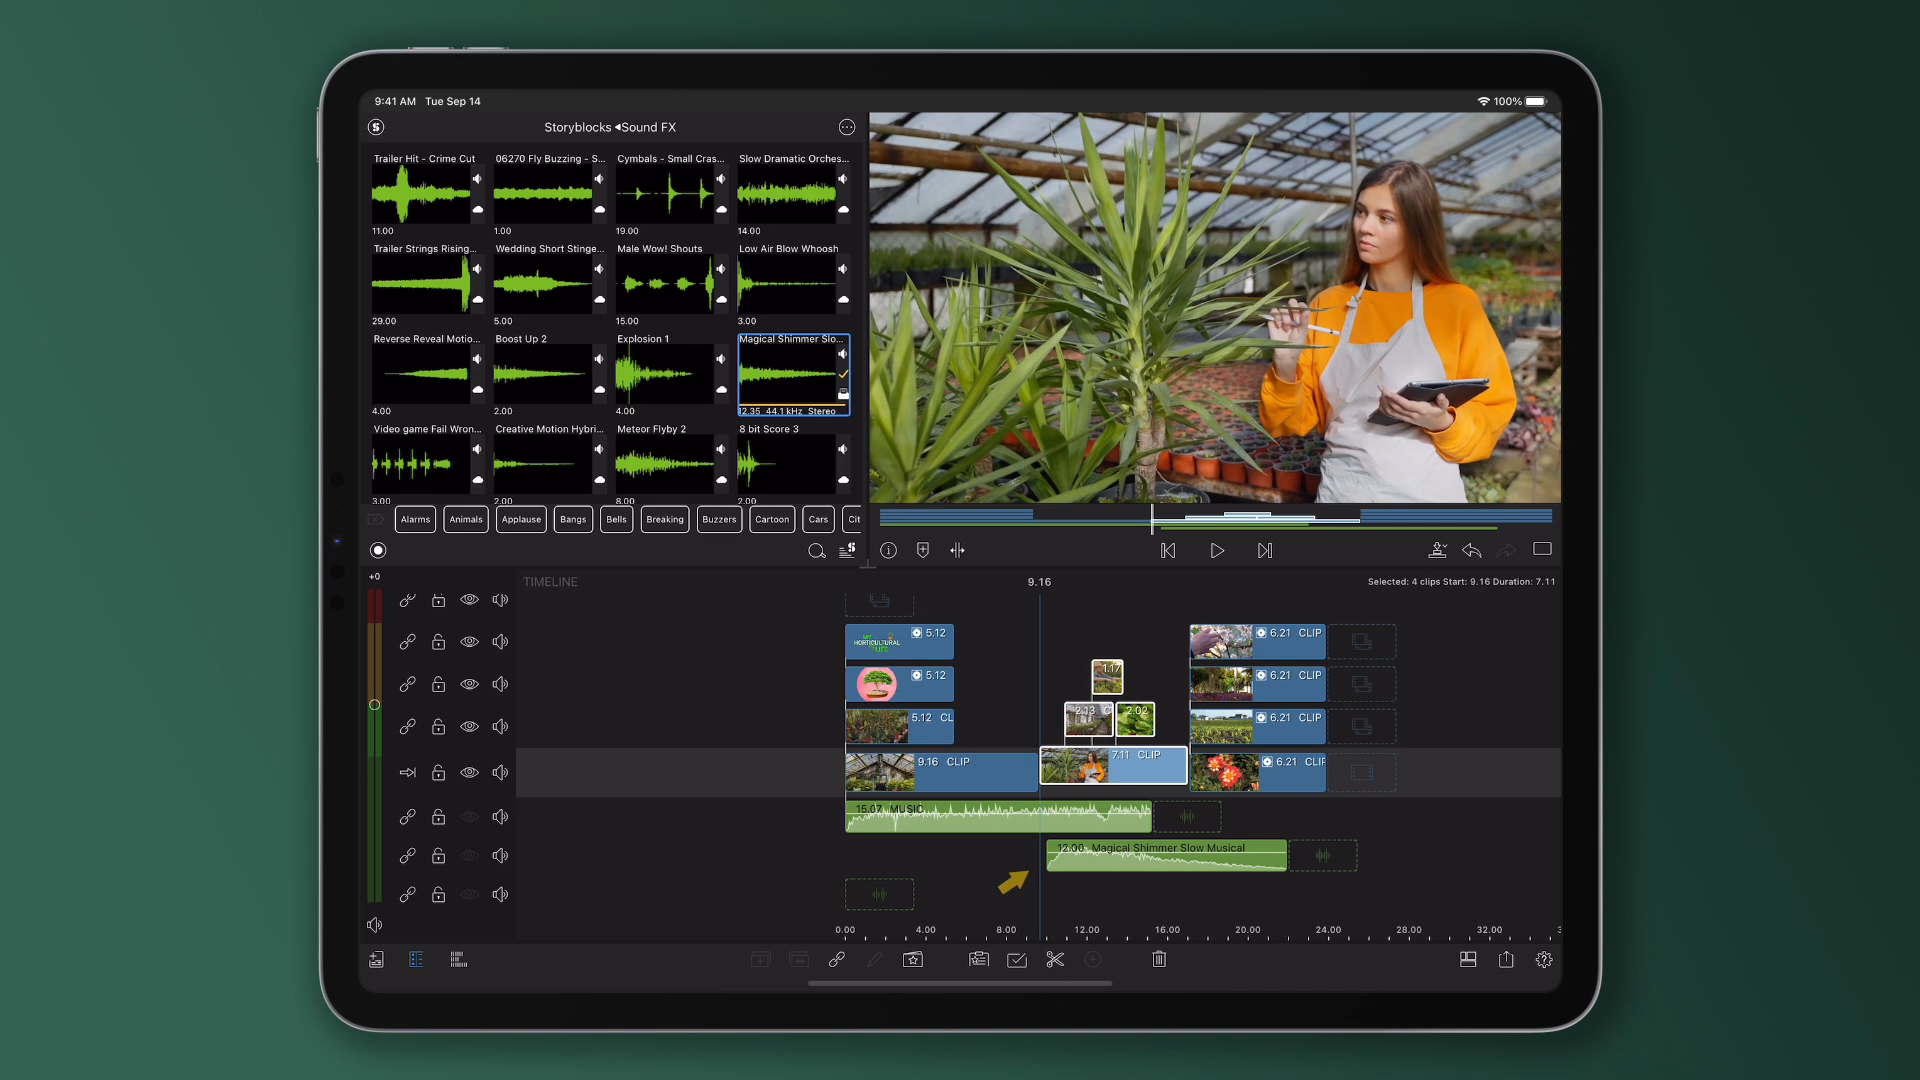 9:41 AM Tue Sep 14
100%
Storyblocks ◂Sound FX
Trailer Hit - Crime Cut
06270 Fly Buzzing - S...
Cymbals - Small Cras...
Slow Dramatic Orches...
11.00
1.00
19.00
14.00
Trailer Strings Rising...
Wedding Short Stinge...
Male Wow! Shouts
Low Air Blow Whoosh
29.00
5.00
15.00
3.00
Reverse Reveal Motio...
Boost Up 2
Explosion 1
Magical Shimmer Slo...
4.00
2.00
4.00
12.35 44.1 kHz Stereo
Video game Fail Wron...
Creative Motion Hybri...
Meteor Flyby 2
8 bit Score 3
3.00
2.00
8.00
2.00
Alarms
Animals
Applause
Bangs
Bells
Breaking
Buzzers
Cartoon
Cars
Cit
+0
TIMELINE
9.16
Selected: 4 clips Start: 9.16 Duration: 7.11
MY HORTICULTURAL LIFE
5.12
6.21 CLIP
1.17
5.12
6.21 CLIP
5.12 CL
2.13 C
2.02
6.21 CLIP
9.16 CLIP
7.11 CLIP
6.21 CLIP
15.07 MUSIC
12.00 Magical Shimmer Slow Musical
0.00
4.00
8.00
12.00
16.00
20.00
24.00
28.00
32.00